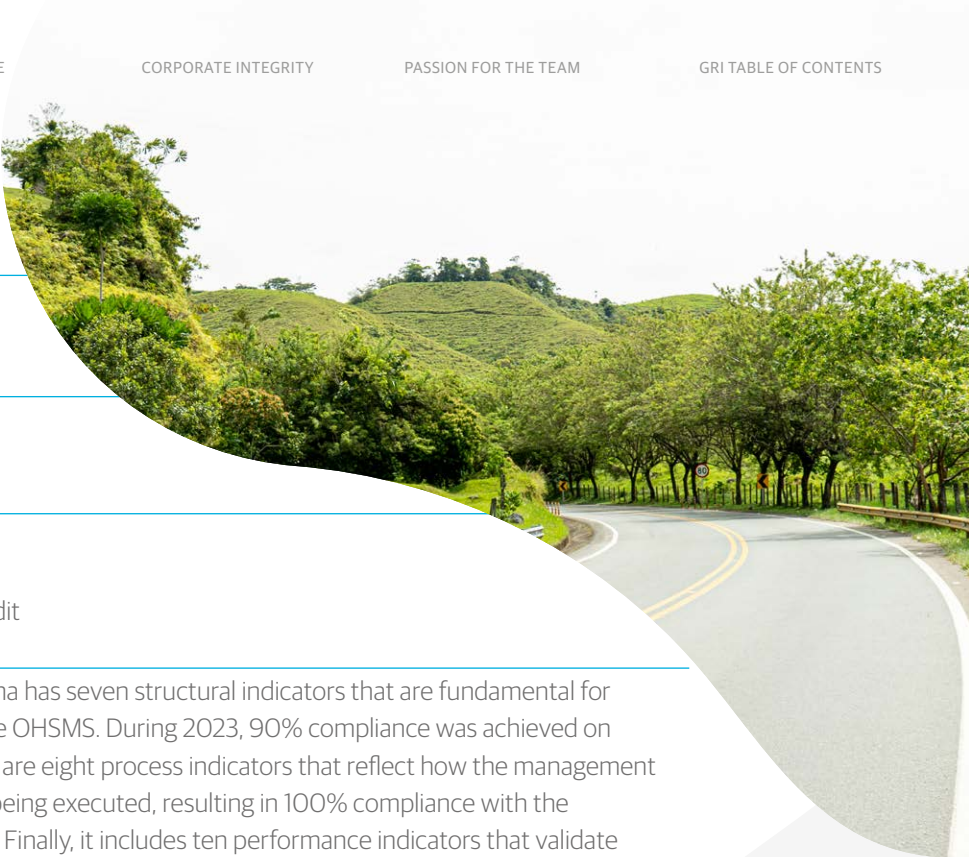 E CORPORATE INTEGRITY PASSION FOR THE TEAM GRI TABLE OF CONTENTS
80
dit
na has seven structural indicators that are fundamental for
e OHSMS. During 2023, 90% compliance was achieved on
are eight process indicators that reflect how the management
being executed, resulting in 100% compliance with the
Finally, it includes ten performance indicators that validate